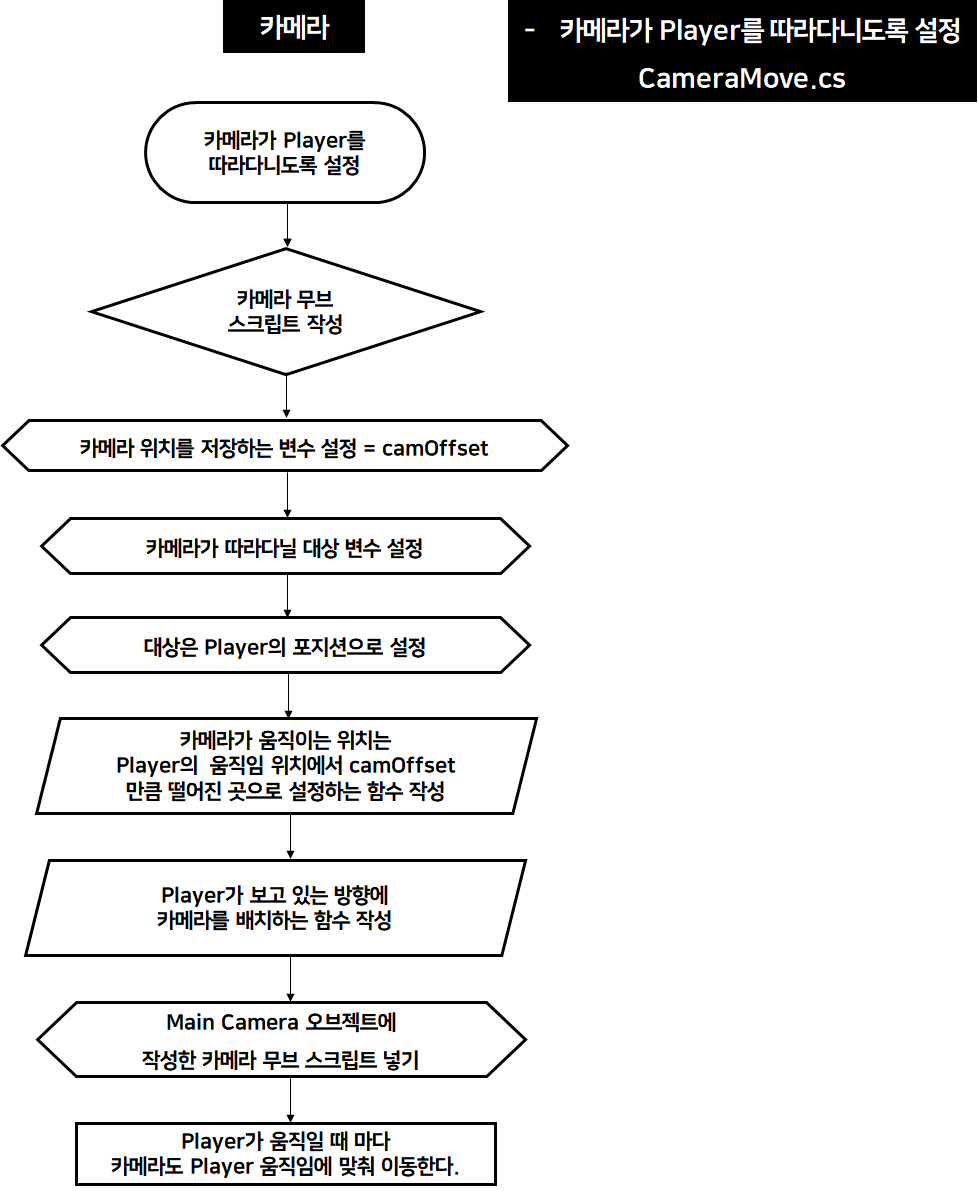 카메라
- 카메라가 Player를 따라다니도록 설정
CameraMove.cs
카메라가 Player를
따라다니도록 설정
카메라 무브
스크립트 작성
카메라 위치를 저장하는 변수 설정 = camOffset
카메라가 따라다닐 대상 변수 설정
대상은 Player의 포지션으로 설정
카메라가 움직이는 위치는
Player의 움직임 위치에서 camOffset
만큼 떨어진 곳으로 설정하는 함수 작성
Player가 보고 있는 방향에
카메라를 배치하는 함수 작성
Main Camera 오브젝트에
작성한 카메라 무브 스크립트 넣기
Player가 움직일 때 마다
카메라도 Player 움직임에 맞춰 이동한다.